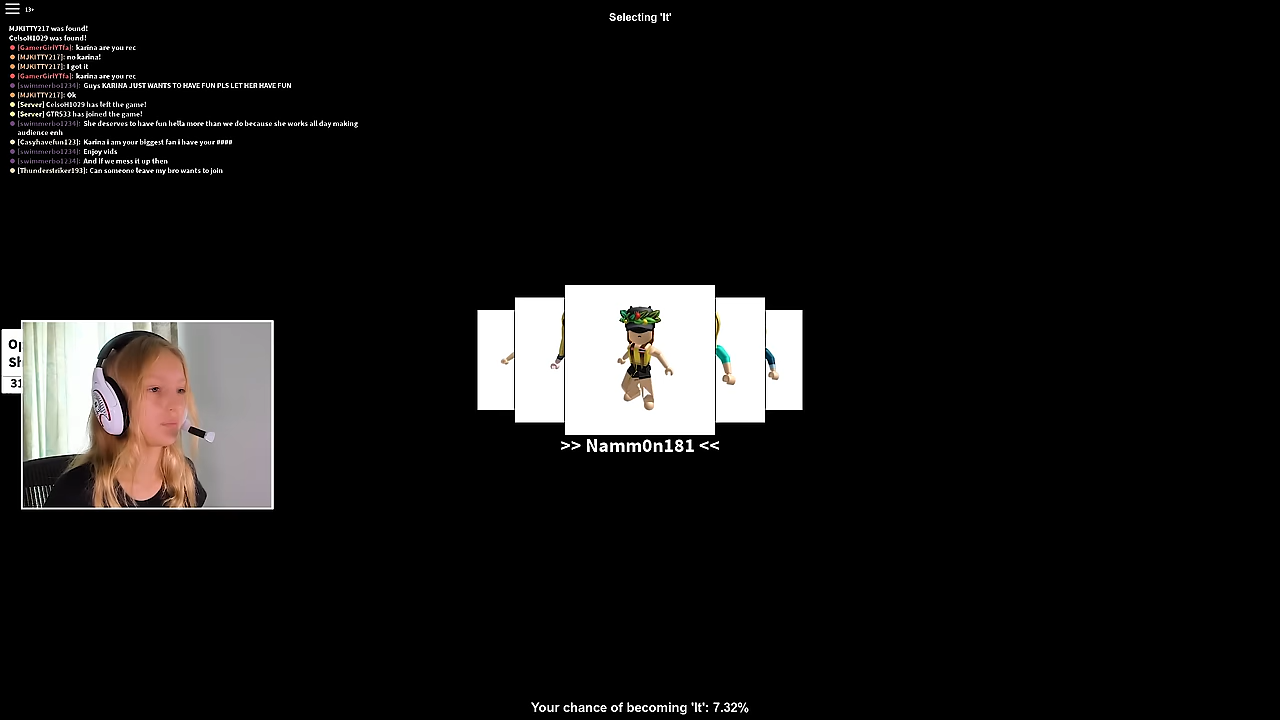 13+
Selecting 'It'
MJKITTY217 was found!
CelsoH1029 was found!
[GamerGirlYTfa]: karina are you rec
[MJKITTY217]: no karina!
[MJKITTY217]: I got it
[GamerGirlYTfa]: karina are you rec
[swimmerbo1234]: Guys KARINA JUST WANTS TO HAVE FUN PLS LET HER HAVE FUN
[MJKITTY217]: Ok
[Server] CelsoH1029 has left the game!
[Server] GTR533 has joined the game!
[swimmerbo1234]: She deserves to have fun hella more than we do because she works all day making
audience enh
[Casyhavefun123]: Karina i am your biggest fan i have your ####
[swimmerbo1234]: Enjoy vids
[swimmerbo1234]: And if we mess it up then
[Thunderstriker193]: Can someone leave my bro wants to join
Op
Sh
31
>> Namm0n181 <<
Your chance of becoming 'It': 7.32%